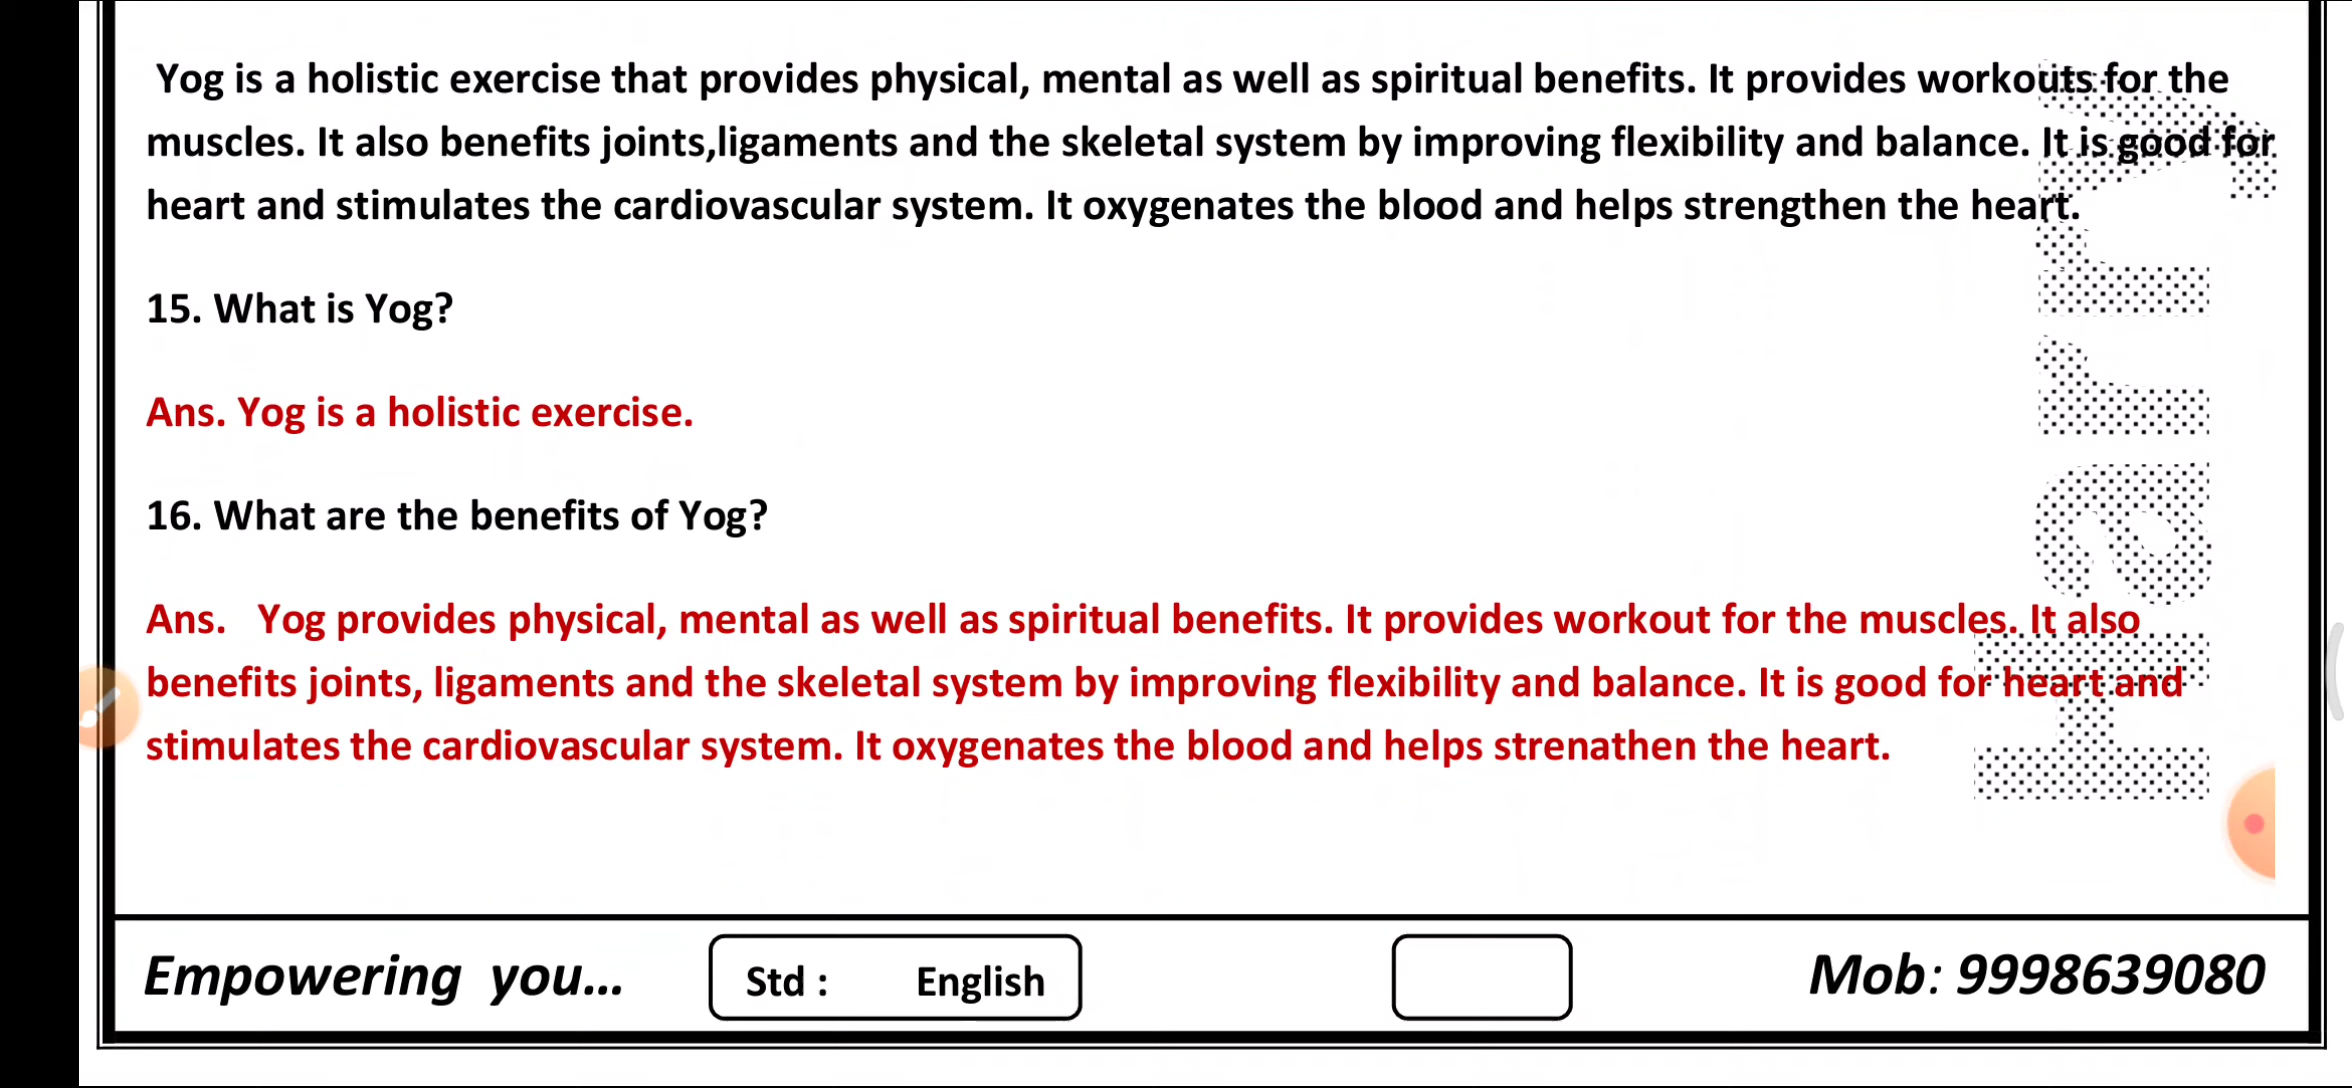 Yog is a holistic exercise that provides physical, mental as well as spiritual benefits. It provides workouts for the
muscles. It also benefits joints,ligaments and the skeletal system by improving flexibility and balance. It is good for
heart and stimulates the cardiovascular system. It oxygenates the blood and helps strengthen the heart.
15. What is Yog?
Ans. Yog is a holistic exercise.
16. What are the benefits of Yog?
Ans. Yog provides physical, mental as well as spiritual benefits. It provides workout for the muscles. It also
benefits joints, ligaments and the skeletal system by improving flexibility and balance. It is good for heart and
stimulates the cardiovascular system. It oxygenates the blood and helps strenathen the heart.
Empowering you... Std : English Mob: 9998639080